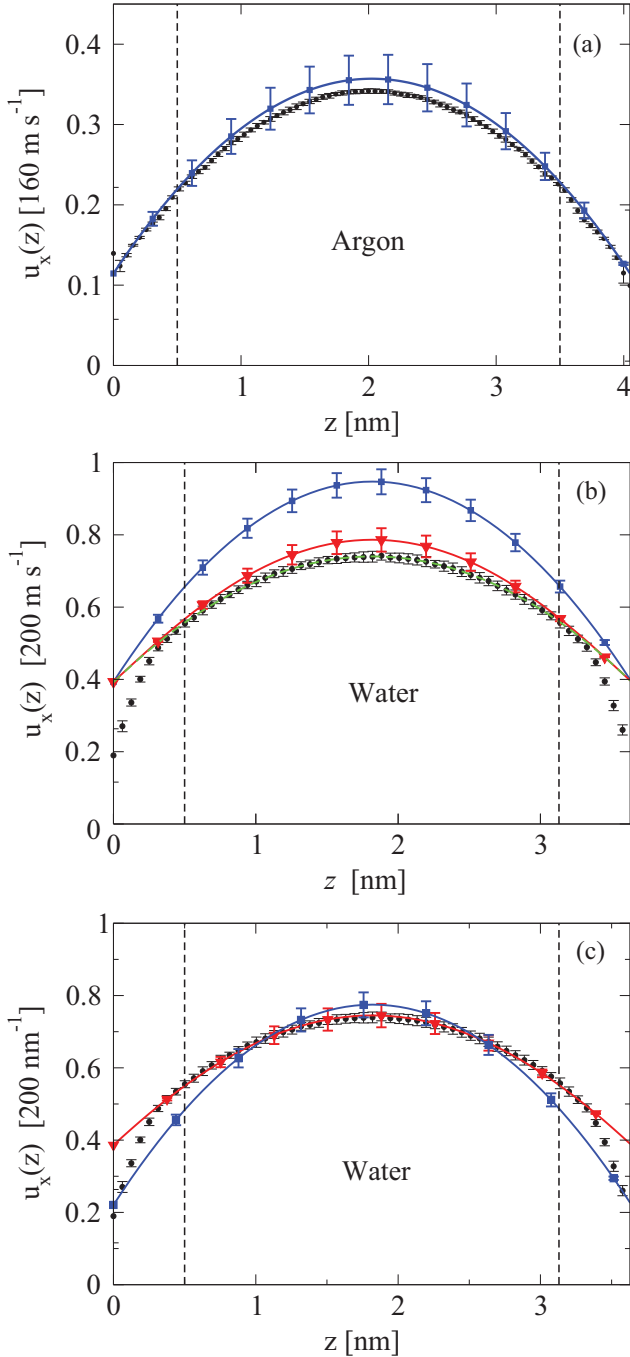 (a)
0.4
0.3
0.2
0.1
0
u_x(z) [160 m s⁻¹]
Argon
0 1 2 3 4
z [nm]
(b)
1
0.8
0.6
0.4
0.2
0
u_x(z) [200 m s⁻¹]
Water
0 1 2 3
z [nm]
(c)
1
0.8
0.6
0.4
0.2
0
u_x(z) [200 nm⁻¹]
Water
0 1 2 3
z [nm]